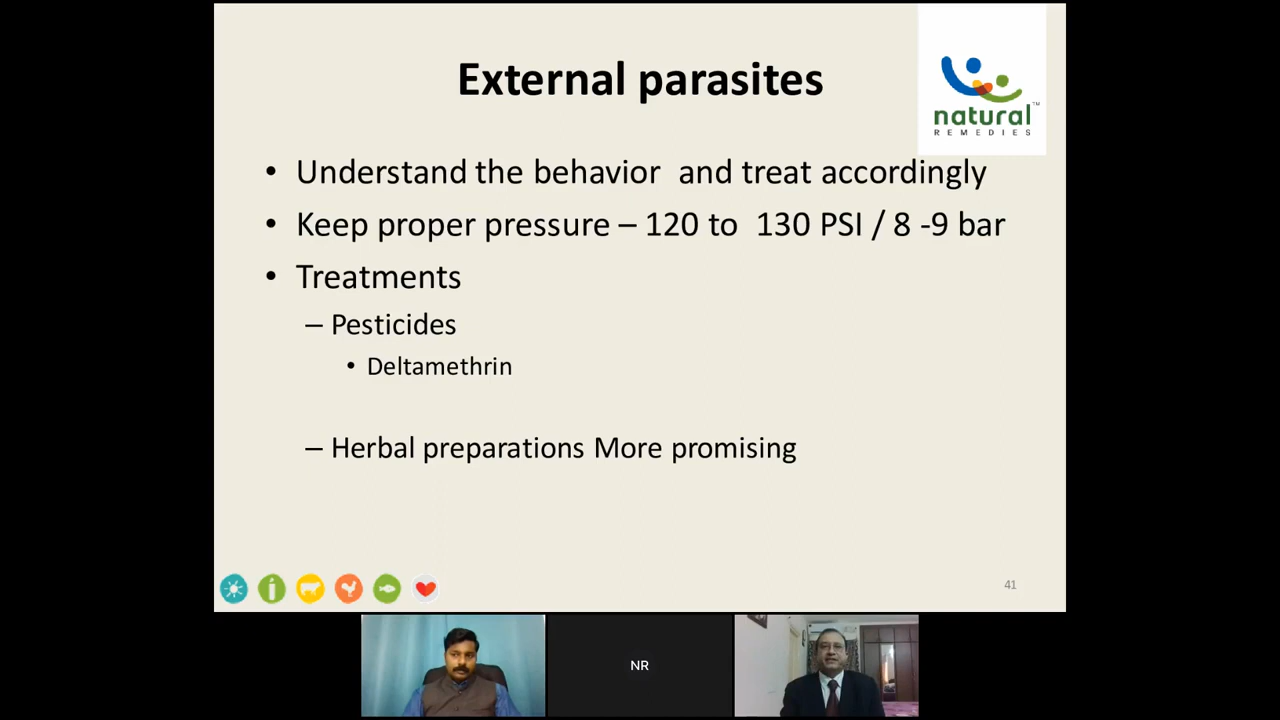 External parasites
natural™
REMEDIES
• Understand the behavior and treat accordingly
• Keep proper pressure – 120 to 130 PSI / 8 -9 bar
• Treatments
– Pesticides
• Deltamethrin
– Herbal preparations More promising
41
NR